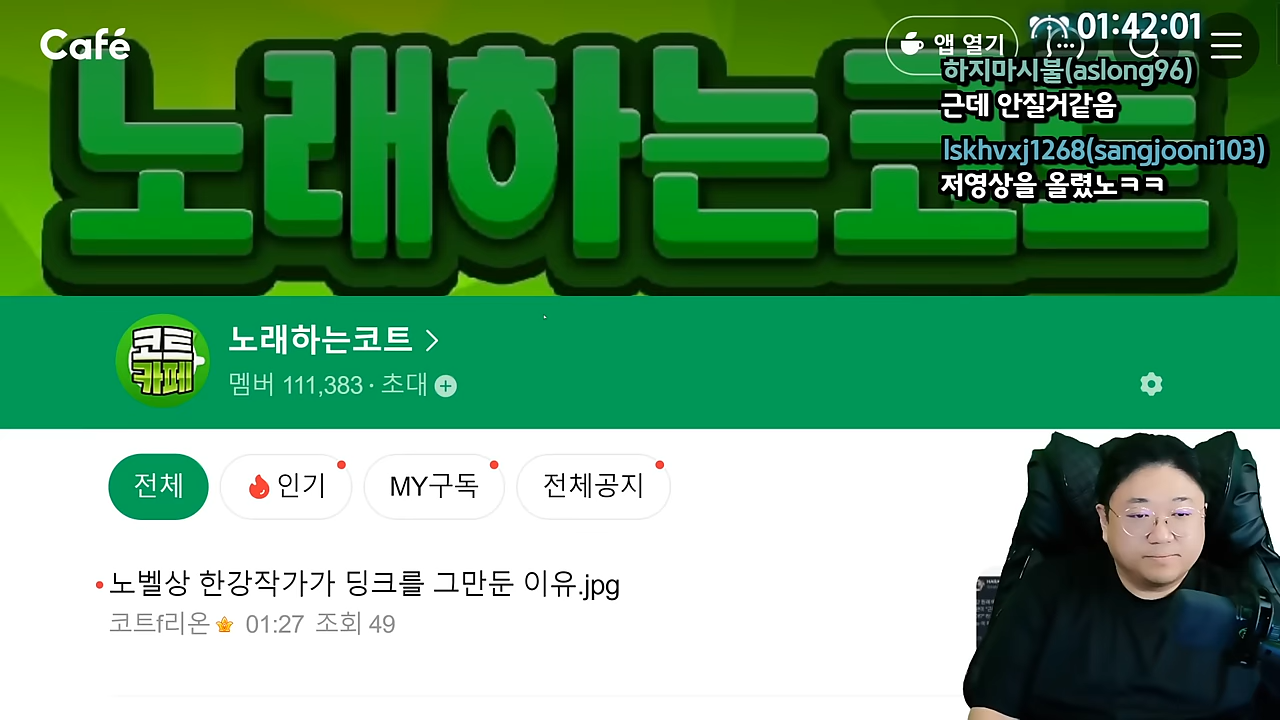 Café
앱 열기
01:42:01
노래하는코트
하지마시불(aslong96)
근데 안질거같음
lskhvxj1268(sangjooni103)
저영상을 올렸노ㅋㅋ
코트
카페
노래하는코트
멤버 111,383 · 초대
전체
인기
MY구독
전체공지
노벨상 한강작가가 딩크를 그만둔 이유.jpg
코트f리온 01:27 조회 49